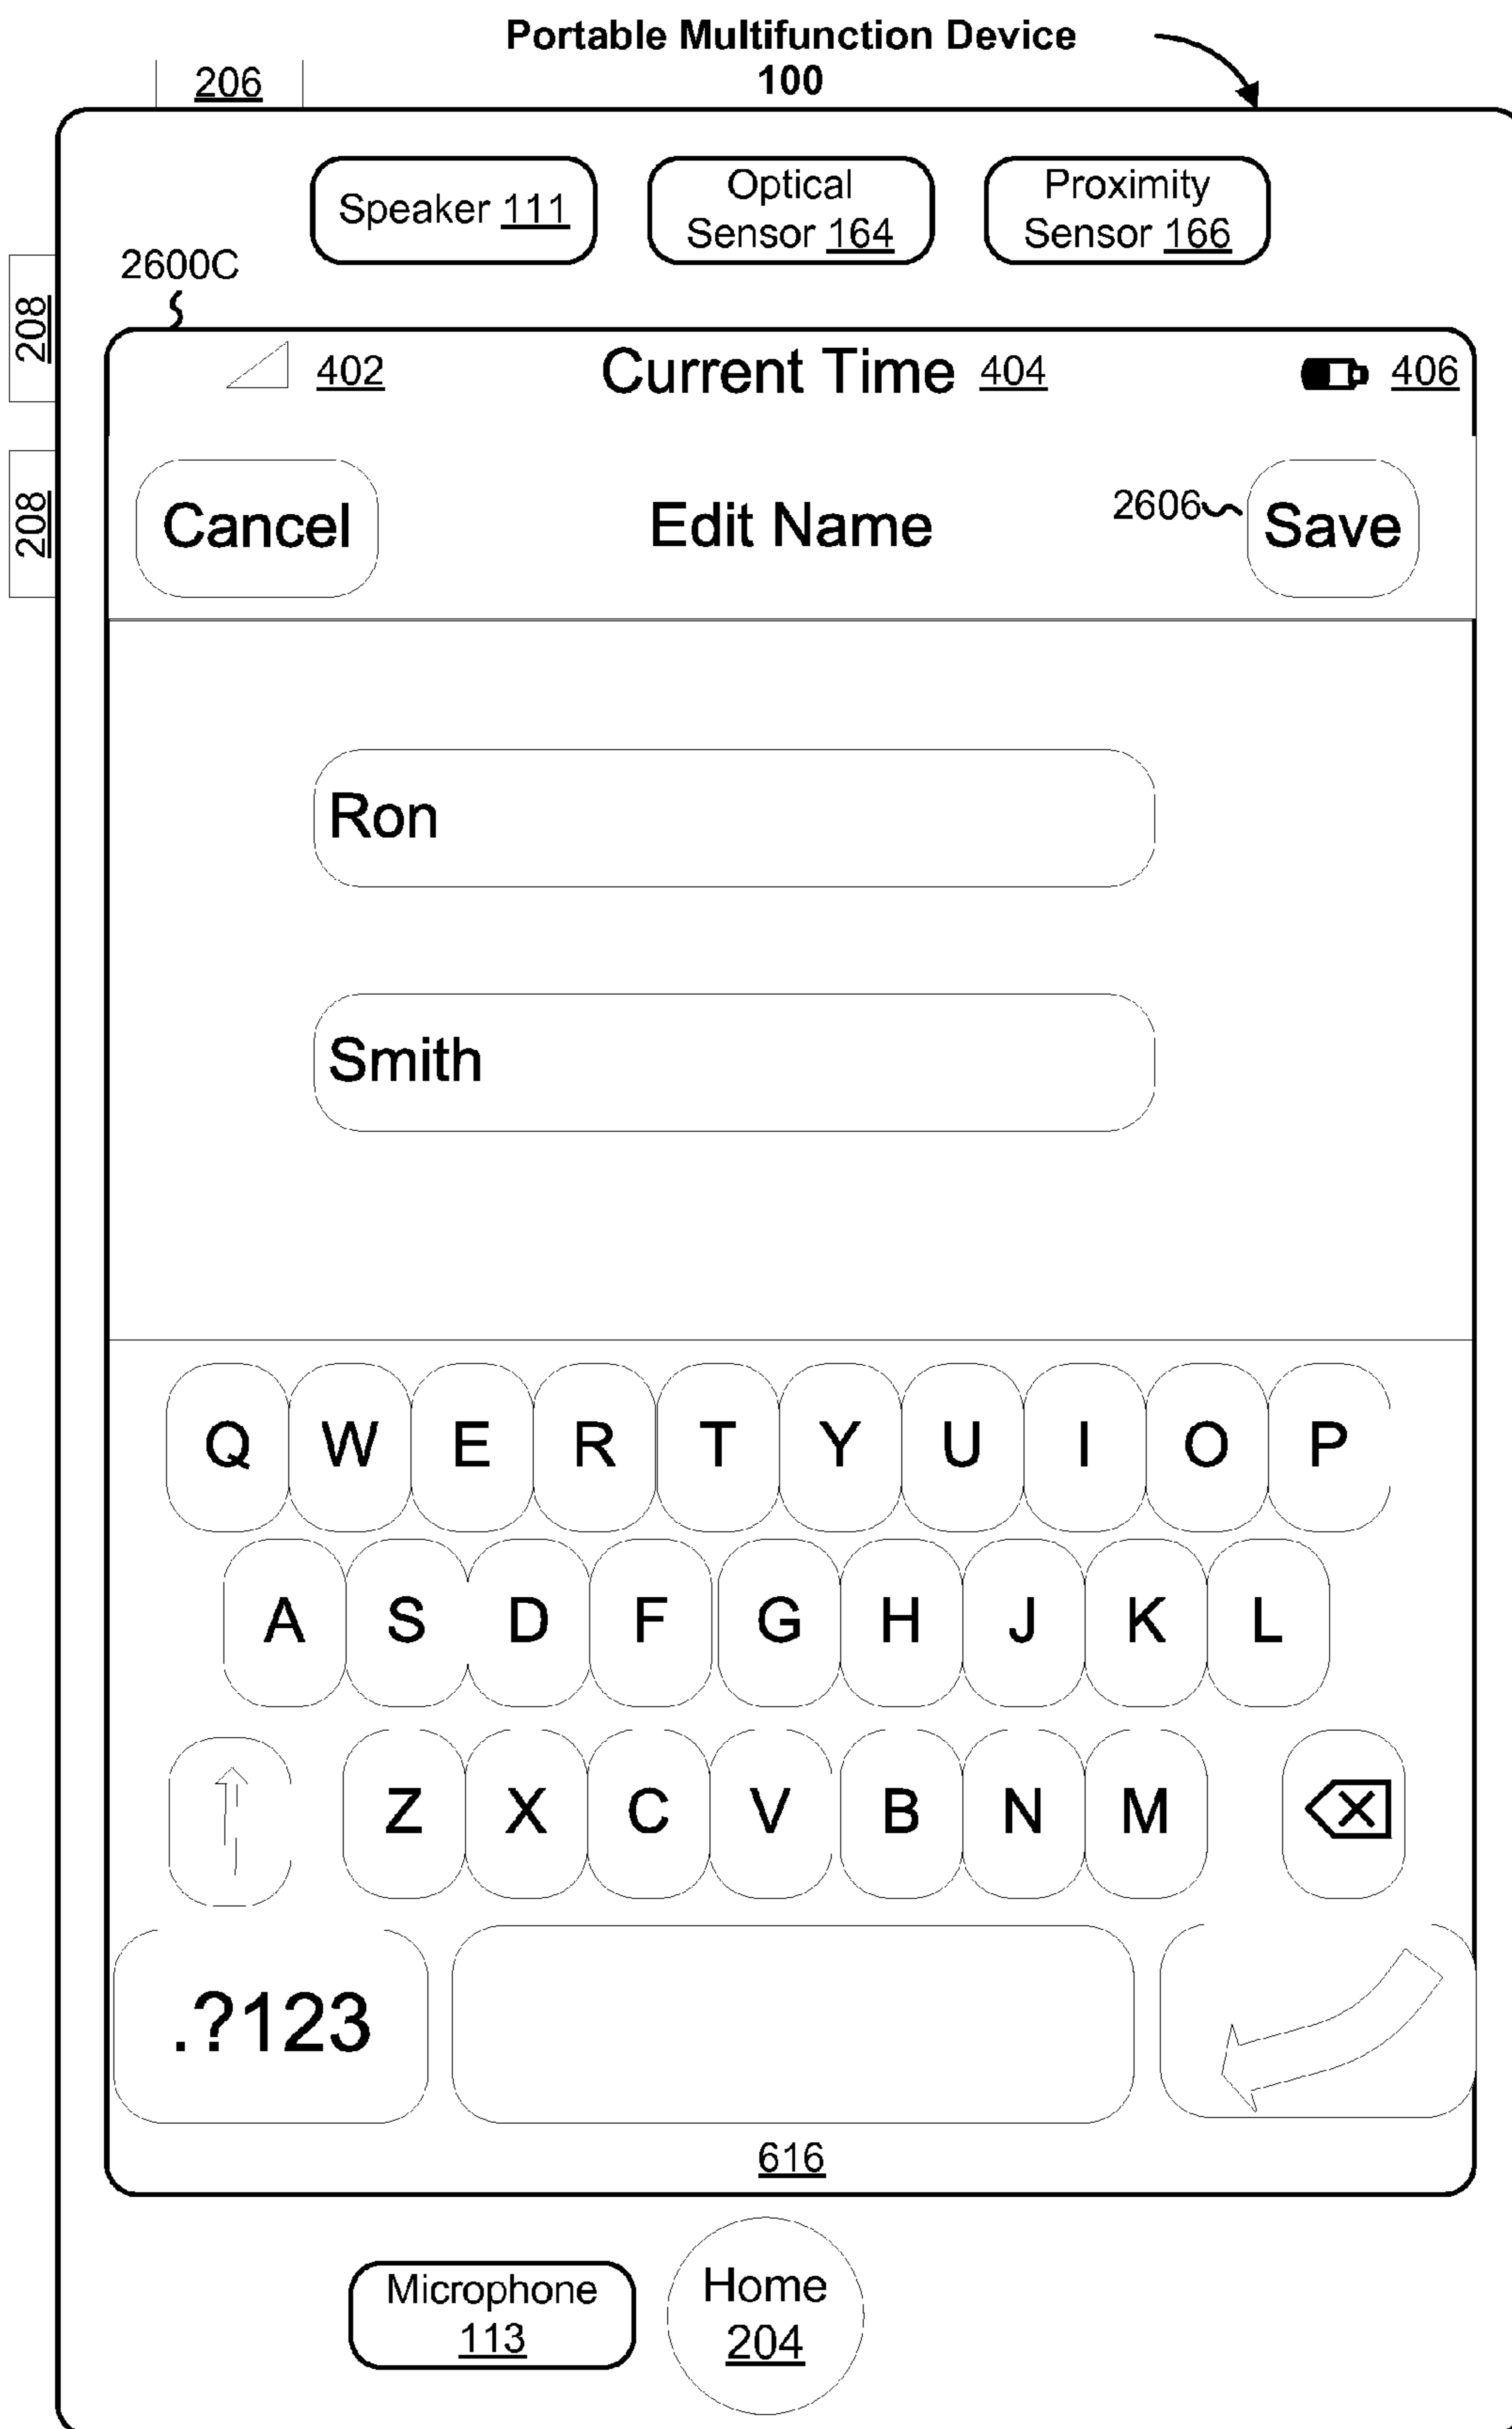 Portable Multifunction Device
100
206
Speaker 111
Optical
Sensor 164
Proximity
Sensor 166
2600C
208
402
Current Time 404
406
208
Cancel
Edit Name
2606
Save
Ron
Smith
Q W E R T Y U I O P
A S D F G H J K L
Z X C V B N M
.?123
616
Microphone
113
Home
204